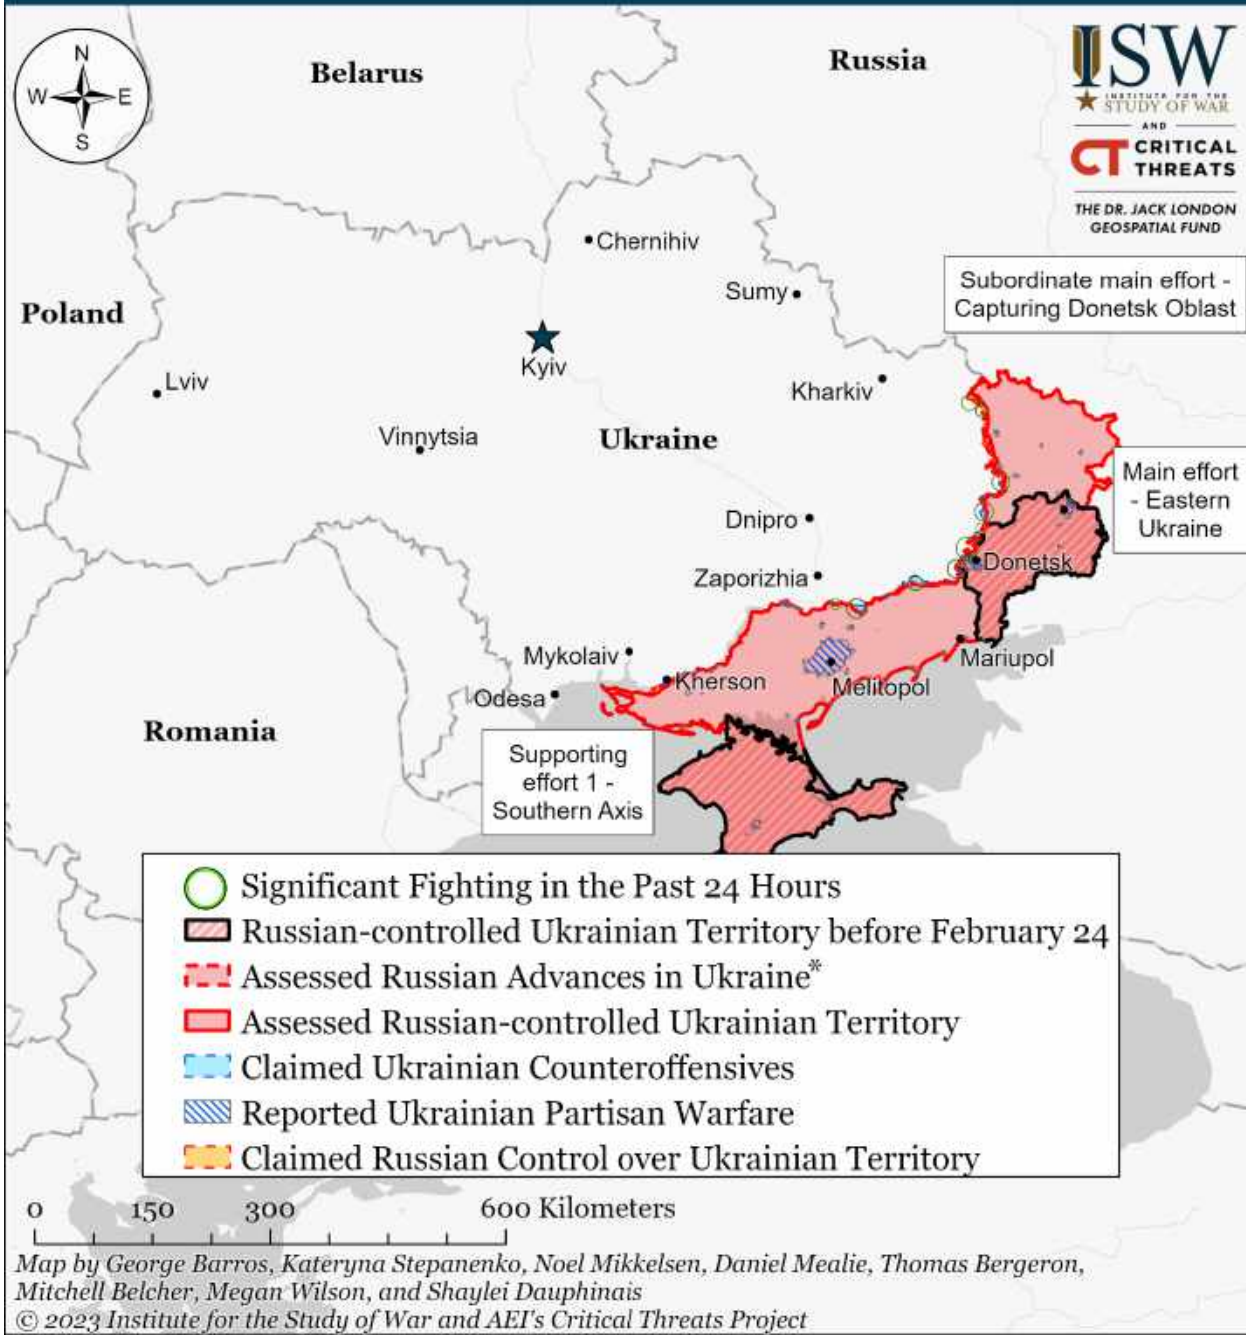 N
W
E
S
Belarus
Russia
ISW
INSTITUTE FOR THE
STUDY OF WAR
AND
CT CRITICAL
THREATS
THE DR. JACK LONDON
GEOSPATIAL FUND
Chernihiv
Subordinate main effort -
Capturing Donetsk Oblast
Sumy
Poland
Kyiv
Lviv
Kharkiv
Vinnytsia
Ukraine
Main effort
- Eastern
Ukraine
Dnipro
Donetsk
Zaporizhia
Mykolaiv
Mariupol
Kherson
Melitopol
Odesa
Romania
Supporting
effort 1 -
Southern Axis
Significant Fighting in the Past 24 Hours
Russian-controlled Ukrainian Territory before February 24
Assessed Russian Advances in Ukraine*
Assessed Russian-controlled Ukrainian Territory
Claimed Ukrainian Counteroffensives
Reported Ukrainian Partisan Warfare
Claimed Russian Control over Ukrainian Territory
0 150 300 600 Kilometers
Map by George Barros, Kateryna Stepanenko, Noel Mikkelsen, Daniel Mealie, Thomas Bergeron,
Mitchell Belcher, Megan Wilson, and Shaylei Dauphinais
© 2023 Institute for the Study of War and AEI's Critical Threats Project